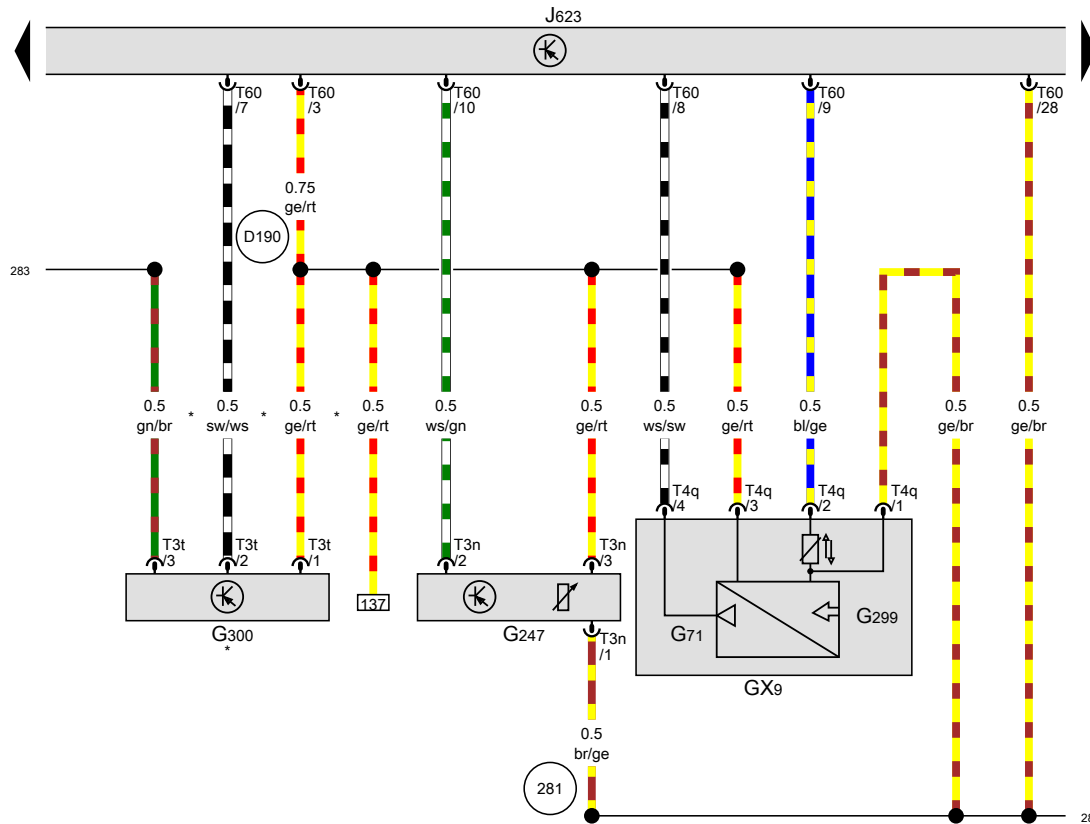 J623
T60 T60 T60 T60 T60 T60
/7 /3 /10 /8 /9 /28
0.75
ge/rt
D190
283
0.5 * 0.5 * 0.5 * 0.5 0.5 0.5 0.5 0.5 0.5 0.5 0.5
gn/br sw/ws ge/rt ge/rt ws/gn ge/rt ws/sw ge/rt bl/ge ge/br ge/br
T4q T4q T4q T4q
/4 /3 /2 /1
T3t T3t T3t T3n T3n
/3 /2 /1 /2 /3
137
G300
*
G247
T3n
/1
G71
G299
GX9
0.5
br/ge
281